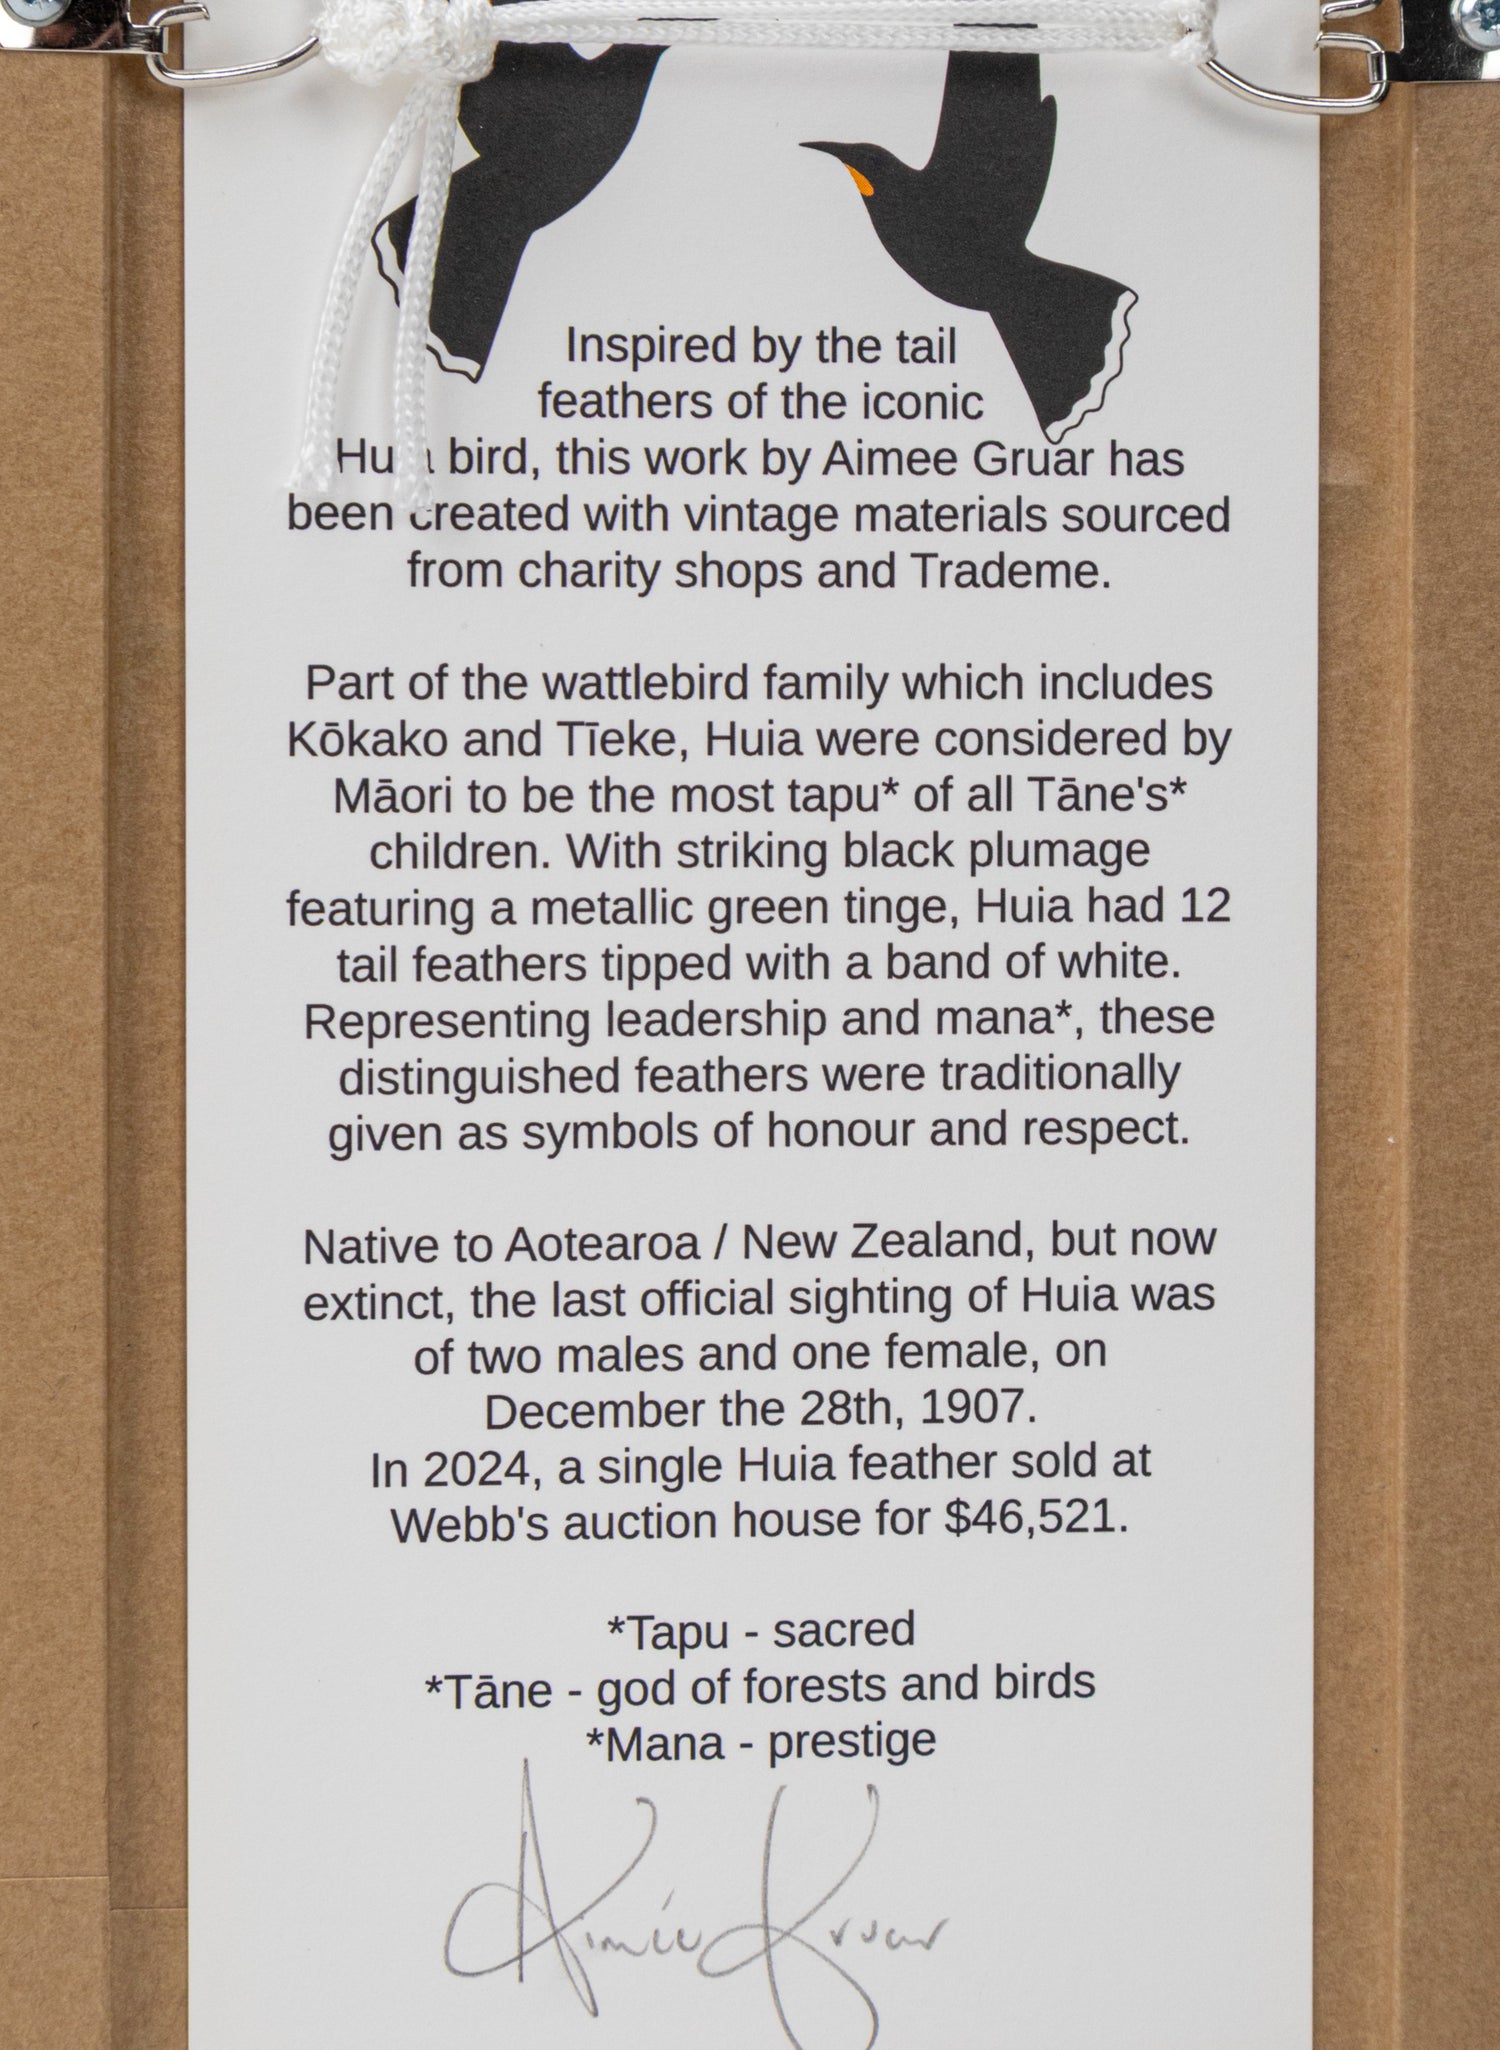 Inspired by the tail
feathers of the iconic
Huia bird, this work by Aimee Gruar has
been created with vintage materials sourced
from charity shops and Trademe.
Part of the wattlebird family which includes
Kōkako and Tīeke, Huia were considered by
Māori to be the most tapu* of all Tāne's*
children. With striking black plumage
featuring a metallic green tinge, Huia had 12
tail feathers tipped with a band of white.
Representing leadership and mana*, these
distinguished feathers were traditionally
given as symbols of honour and respect.
Native to Aotearoa / New Zealand, but now
extinct, the last official sighting of Huia was
of two males and one female, on
December the 28th, 1907.
In 2024, a single Huia feather sold at
Webb's auction house for $46,521.
*Tapu - sacred
*Tāne - god of forests and birds
*Mana - prestige
Aimee Gruar